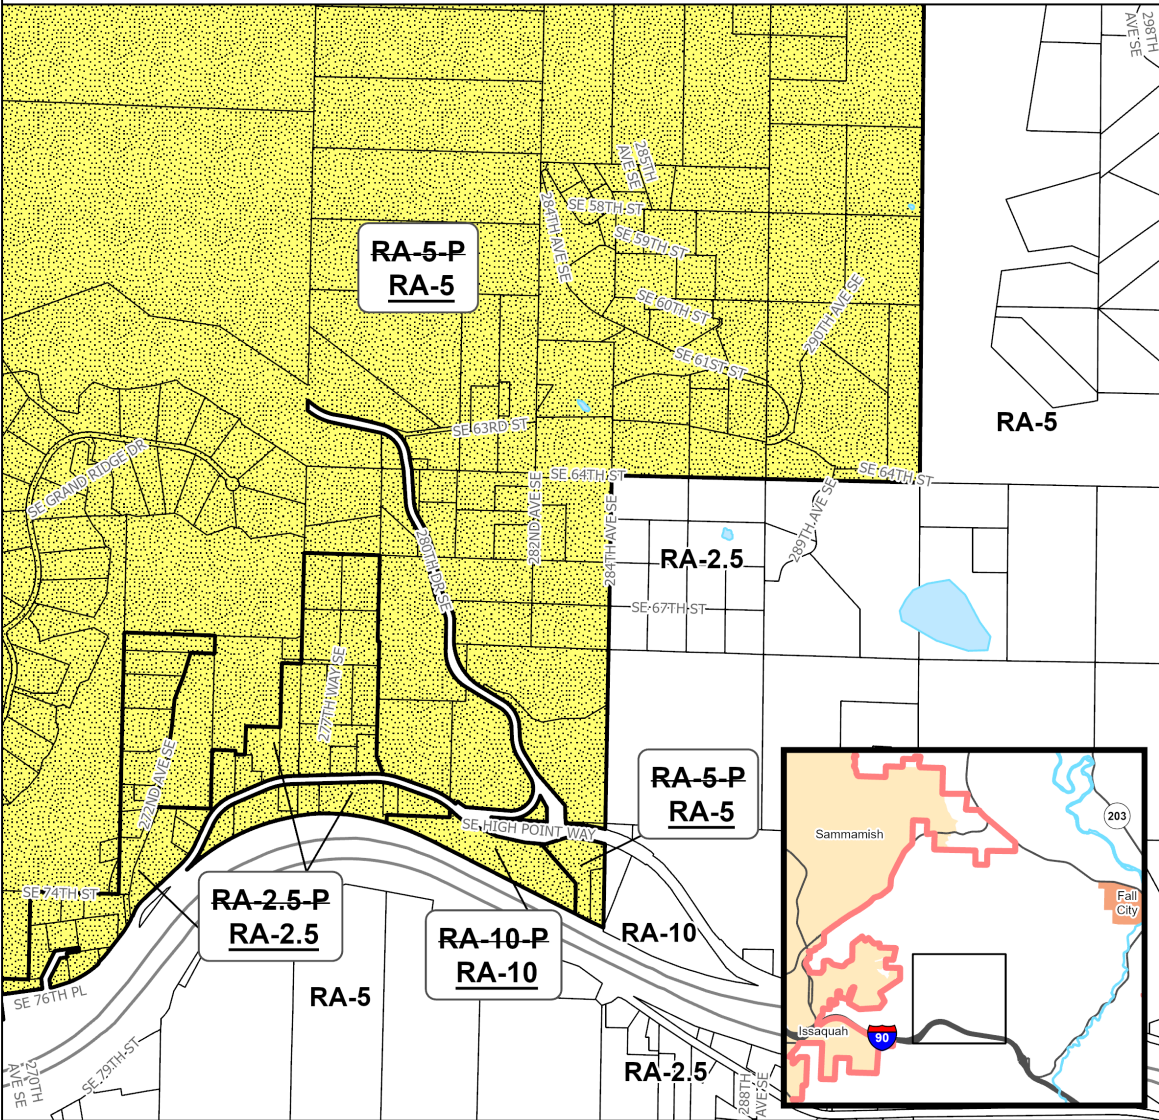 298TH
AVE SE
285TH
AVE SE
SE 58TH ST
284TH AVE SE
SE 59TH ST
RA-5-P
RA-5
SE 60TH ST
290TH AVE SE
SE 61ST ST
RA-5
SE 63RD ST
SE GRAND RIDGE DR
SE 64TH ST
SE 64TH ST
282ND AVE SE
284TH AVE SE
289TH AVE SE
280TH DR SE
RA-2.5
SE 67TH ST
277TH WAY SE
272ND AVE SE
RA-5-P
RA-5
SE HIGH POINT WAY
Sammamish
203
SE 74TH ST
RA-2.5-P
RA-2.5
Fall
City
RA-10-P
RA-10
RA-10
SE 76TH PL
RA-5
Issaquah
90
SE 79TH ST
270TH
AVE SE
RA-2.5
288TH
AVE SE